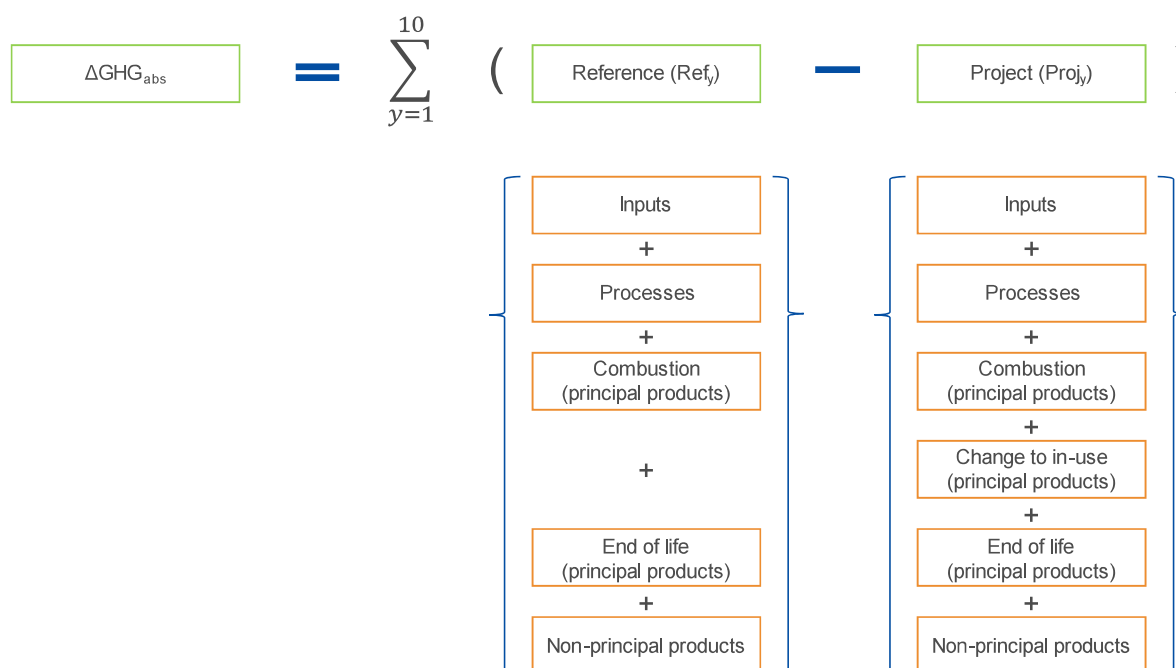 ΔGHGabs = 10 ∑ y=1 ( Reference (Refy) − Project (Projy) )
Inputs Inputs
+ +
Processes Processes
+ +
Combustion Combustion
(principal products) (principal products)
+
Change to in-use
+
(principal products)
+
End of life End of life
(principal products) (principal products)
+ +
Non-principal products Non-principal products